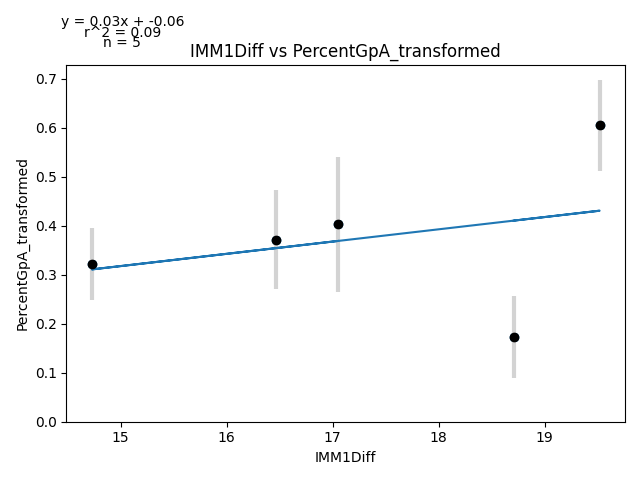 y = 0.03x + -0.06
r^2 = 0.09
n = 5
IMM1Diff vs PercentGpA_transformed
0.7
0.6
0.5
0.4
0.3
0.2
0.1
0.0
PercentGpA_transformed
15 16 17 18 19
IMM1Diff